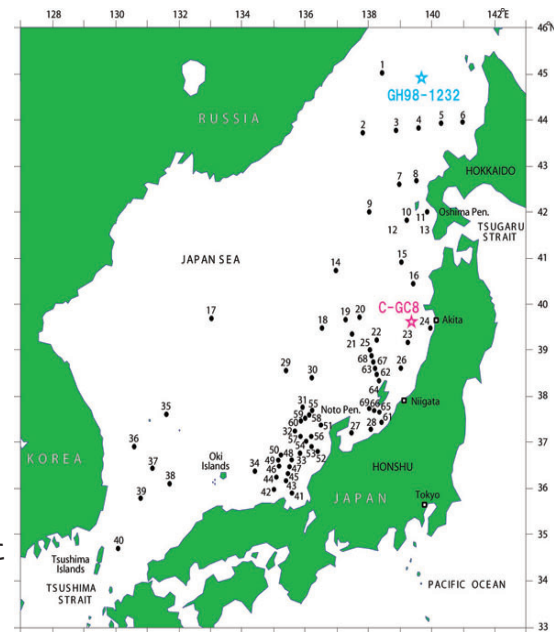 128 130 132 134 136 138 140 142°E
46°N
1
GH98-1232
45
RUSSIA
2 3 4 5 6
44
43
7 8
HOKKAIDO
9
42
10 11 Oshima Pen.
12 13
TSUGARU
STRAIT
JAPAN SEA
15
41
14
16
C-GC8
40
17 18 19 20
24 Akita
21 25 22 23
39
68 67
29 63 62 26
30
64
38
Noto Pen.
Niigata
31 55
59 58
69 66 65
35
60 51 61
32 56 27 28
57
37
36
54
50 48 53 52
KOREA
Oki
Islands
49 33
HONSHU
37 34 46 47
38 44 45
36
43
39 42 41
JAPAN
Tokyo
40
35
Tsushima
Islands
34
TSUSHIMA
STRAIT
PACIFIC OCEAN
33